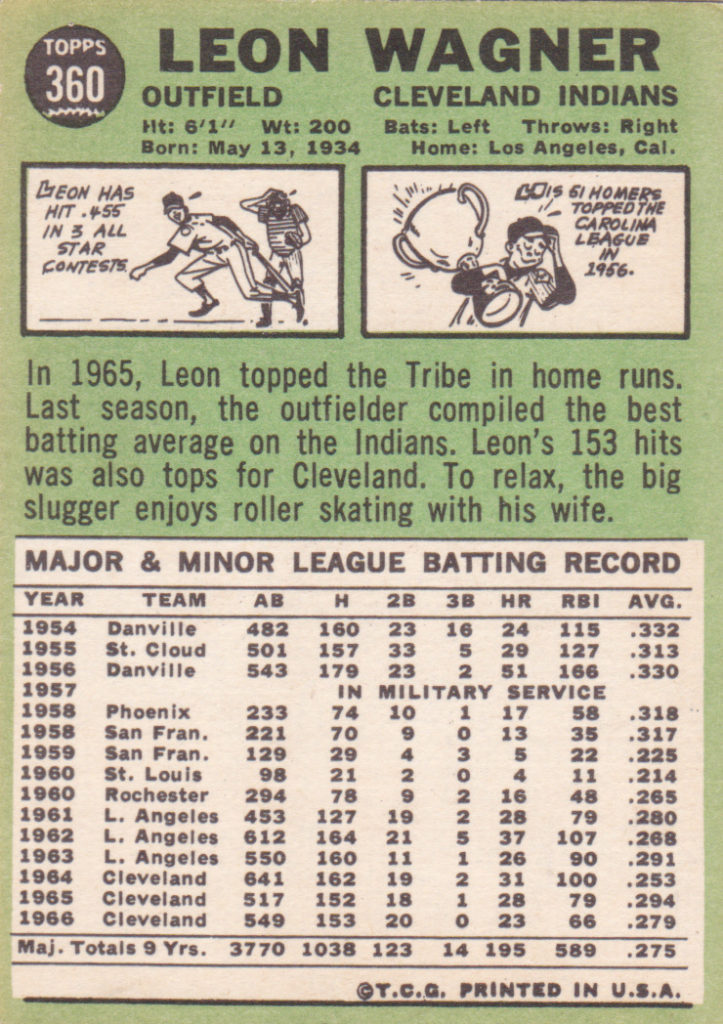 TOPPS
360
LEON WAGNER
OUTFIELD CLEVELAND INDIANS
Ht: 6'1" Wt: 200 Bats: Left Throws: Right
Born: May 13, 1934 Home: Los Angeles, Cal.
LEON HAS
HIT .455
IN 3 ALL
STAR
CONTESTS.
HIS 51 HOMERS
TOPPED THE
CAROLINA
LEAGUE
IN
1956.
In 1965, Leon topped the Tribe in home runs.
Last season, the outfielder compiled the best
batting average on the Indians. Leon's 153 hits
was also tops for Cleveland. To relax, the big
slugger enjoys roller skating with his wife.
MAJOR & MINOR LEAGUE BATTING RECORD
YEAR TEAM AB H 2B 3B HR RBI AVG.
1954 Danville 482 160 23 16 24 115 .332
1955 St. Cloud 501 157 33 5 29 127 .313
1956 Danville 543 179 23 2 51 166 .330
1957 IN MILITARY SERVICE
1958 Phoenix 233 74 10 1 17 58 .318
1958 San Fran. 221 70 9 0 13 35 .317
1959 San Fran. 129 29 4 3 5 22 .225
1960 St. Louis 98 21 2 0 4 11 .214
1960 Rochester 294 78 9 2 16 48 .265
1961 L. Angeles 453 127 19 2 28 79 .280
1962 L. Angeles 612 164 21 5 37 107 .268
1963 L. Angeles 550 160 11 1 26 90 .291
1964 Cleveland 641 162 19 2 31 100 .253
1965 Cleveland 517 152 18 1 28 79 .294
1966 Cleveland 549 153 20 0 23 66 .279
Maj. Totals 9 Yrs. 3770 1038 123 14 195 589 .275
©T.C.G. PRINTED IN U.S.A.